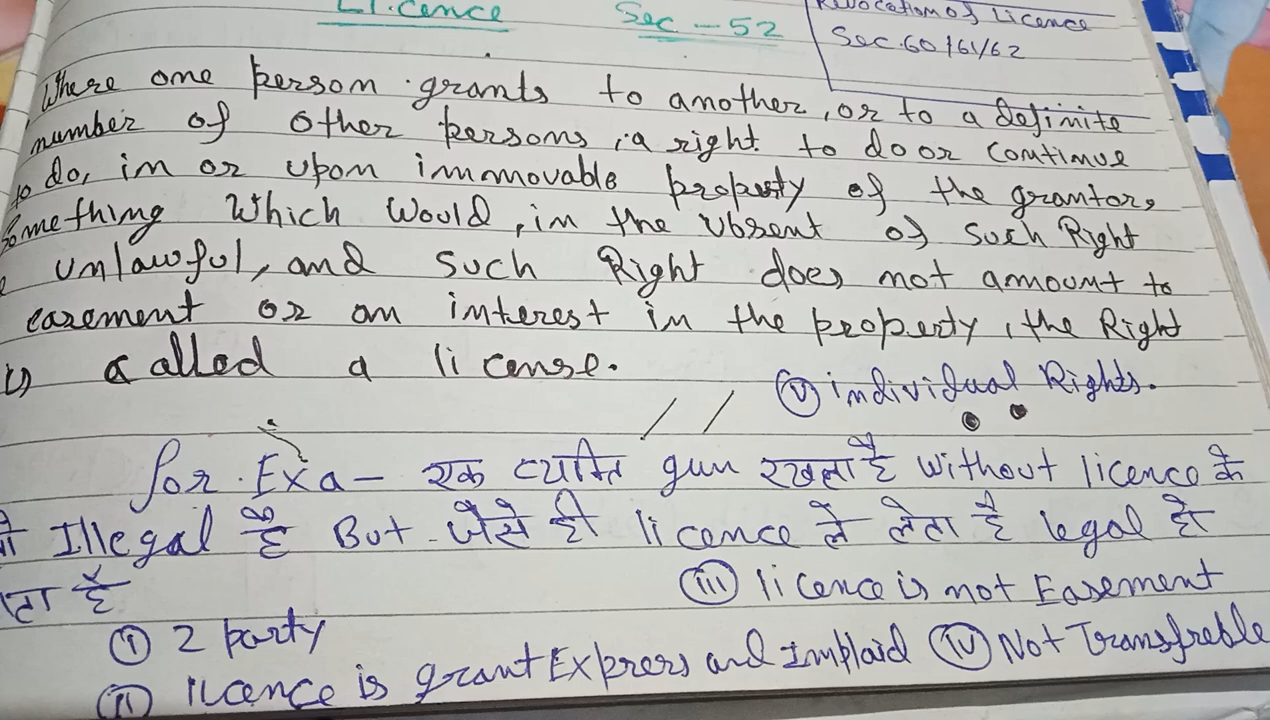 Licence Sec - 52
Revocation of Licence
Sec. 60/61/62
Where one person grants to another, or to a definite
number of other persons, a right to do or continue
to do, in or upon immovable property of the grantor,
Something which would, in the absent of such Right
unlawful, and such Right does not amount to
easement or an interest in the property, the Right
is called a license.
(v) individual Rights.
for. Exa - एक व्यक्ति gun रखता है without licence के
Illegal है But जैसे ही licence ले लेता है legal हो
है
(iii) licence is not Easement
(i) 2 party
(ii) licence is grant Exprers and Implaid (iv) Not Transfreble